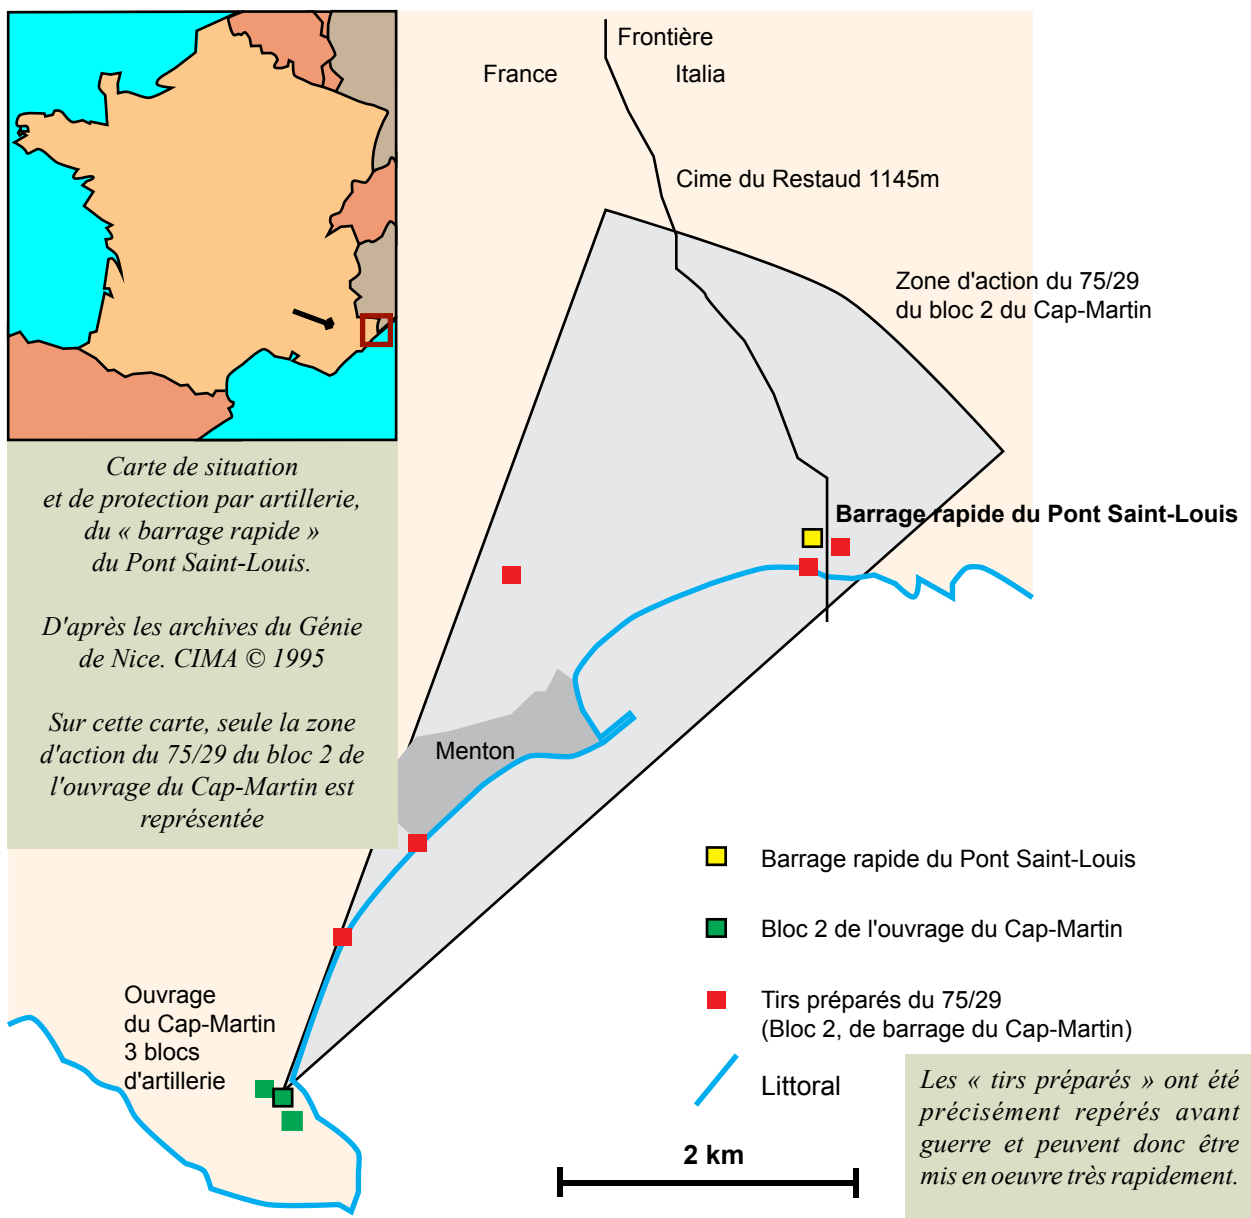 Frontière
France
Italia
Cime du Restaud 1145m
Zone d'action du 75/29
du bloc 2 du Cap-Martin
Carte de situation
et de protection par artillerie,
du « barrage rapide »
du Pont Saint-Louis.
D'après les archives du Génie
de Nice. CIMA © 1995
Sur cette carte, seule la zone
d'action du 75/29 du bloc 2 de
l'ouvrage du Cap-Martin est
représentée
Barrage rapide du Pont Saint-Louis
Menton
Barrage rapide du Pont Saint-Louis
Bloc 2 de l'ouvrage du Cap-Martin
Tirs préparés du 75/29
(Bloc 2, de barrage du Cap-Martin)
Littoral
Ouvrage
du Cap-Martin
3 blocs
d'artillerie
2 km
Les « tirs préparés » ont été
précisément repérés avant
guerre et peuvent donc être
mis en oeuvre très rapidement.